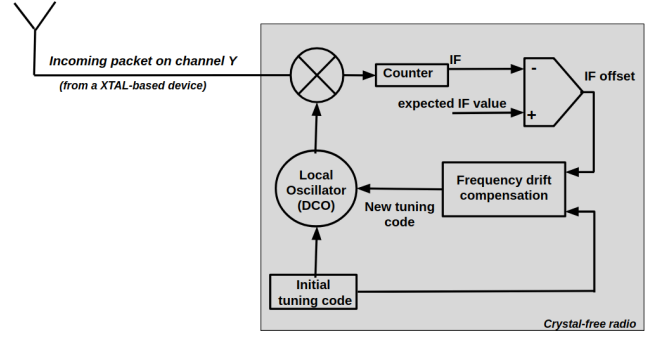 Incoming packet on channel Y
(from a XTAL-based device)
Counter
IF
-
IF offset
expected IF value
+
Local
Oscillator
(DCO)
New tuning
code
Frequency drift
compensation
Initial
tuning code
Crystal-free radio